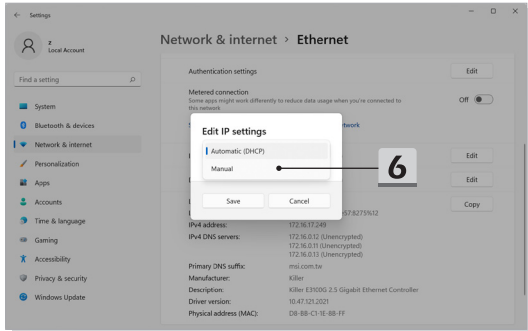 Settings
z
Local Account
Find a setting
System
Bluetooth & devices
Network & internet
Personalization
Apps
Accounts
Time & language
Gaming
Accessibility
Privacy & security
Windows Update
Network & internet > Ethernet
Authentication settings
Edit
Metered connection
Some apps might work differently to reduce data usage when you're connected to
this network
Off
S
etwork
Edit IP settings
Automatic (DHCP)
Manual
6
Save
Cancel
Edit
Edit
Copy
e57:8275%12
IPv4 address:
172.16.17.249
IPv4 DNS servers:
172.16.0.12 (Unencrypted)
172.16.0.11 (Unencrypted)
172.16.0.13 (Unencrypted)
Primary DNS suffix:
msi.com.tw
Manufacturer:
Killer
Description:
Killer E3100G 2.5 Gigabit Ethernet Controller
Driver version:
10.47.121.2021
Physical address (MAC):
D8-BB-C1-1E-8B-FF